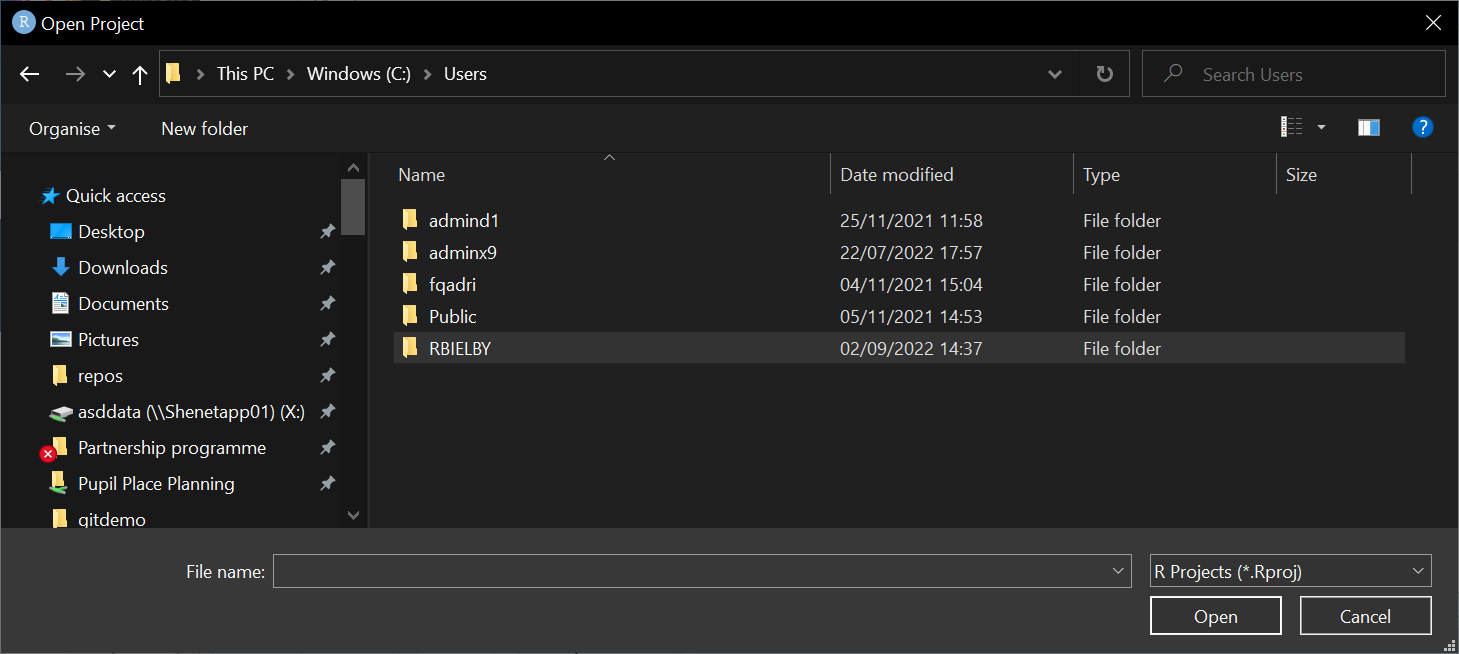 R Open Project
This PC Windows (C:) Users
Search Users
Organise New folder
?
Quick access
Desktop
Downloads
Documents
Pictures
repos
asddata (\\Shenetapp01) (X:)
Partnership programme
Pupil Place Planning
gitdemo
Name Date modified Type Size
admind1 25/11/2021 11:58 File folder
adminx9 22/07/2022 17:57 File folder
fqadri 04/11/2021 15:04 File folder
Public 05/11/2021 14:53 File folder
RBIELBY 02/09/2022 14:37 File folder
File name: R Projects (*.Rproj)
Open Cancel